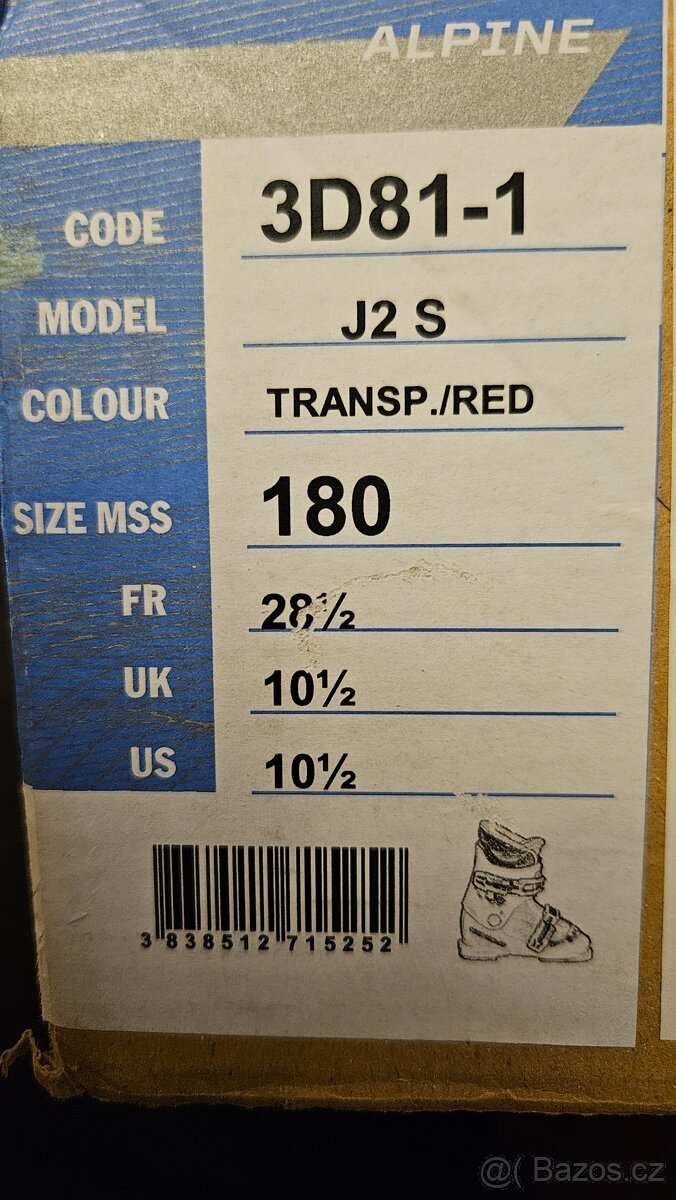 ALPINE
CODE 3D81-1
MODEL J2 S
COLOUR TRANSP./RED
SIZE MSS 180
FR 28½
UK 10½
US 10½
3 838512 715252
@( Bazos.cz